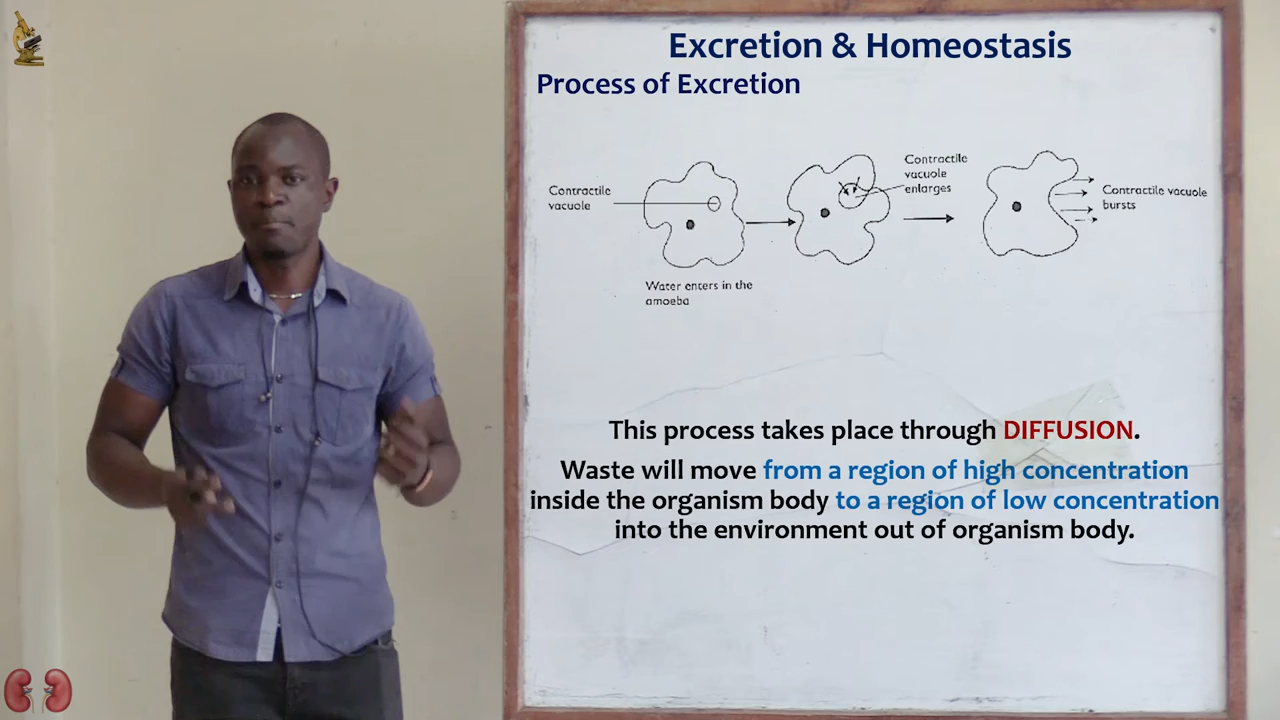 Excretion & Homeostasis
Process of Excretion
Contractile
vacuole
Water enters in the
amoeba
Contractile
vacuole
enlarges
Contractile vacuole
bursts
This process takes place through DIFFUSION.
Waste will move from a region of high concentration
inside the organism body to a region of low concentration
into the environment out of organism body.